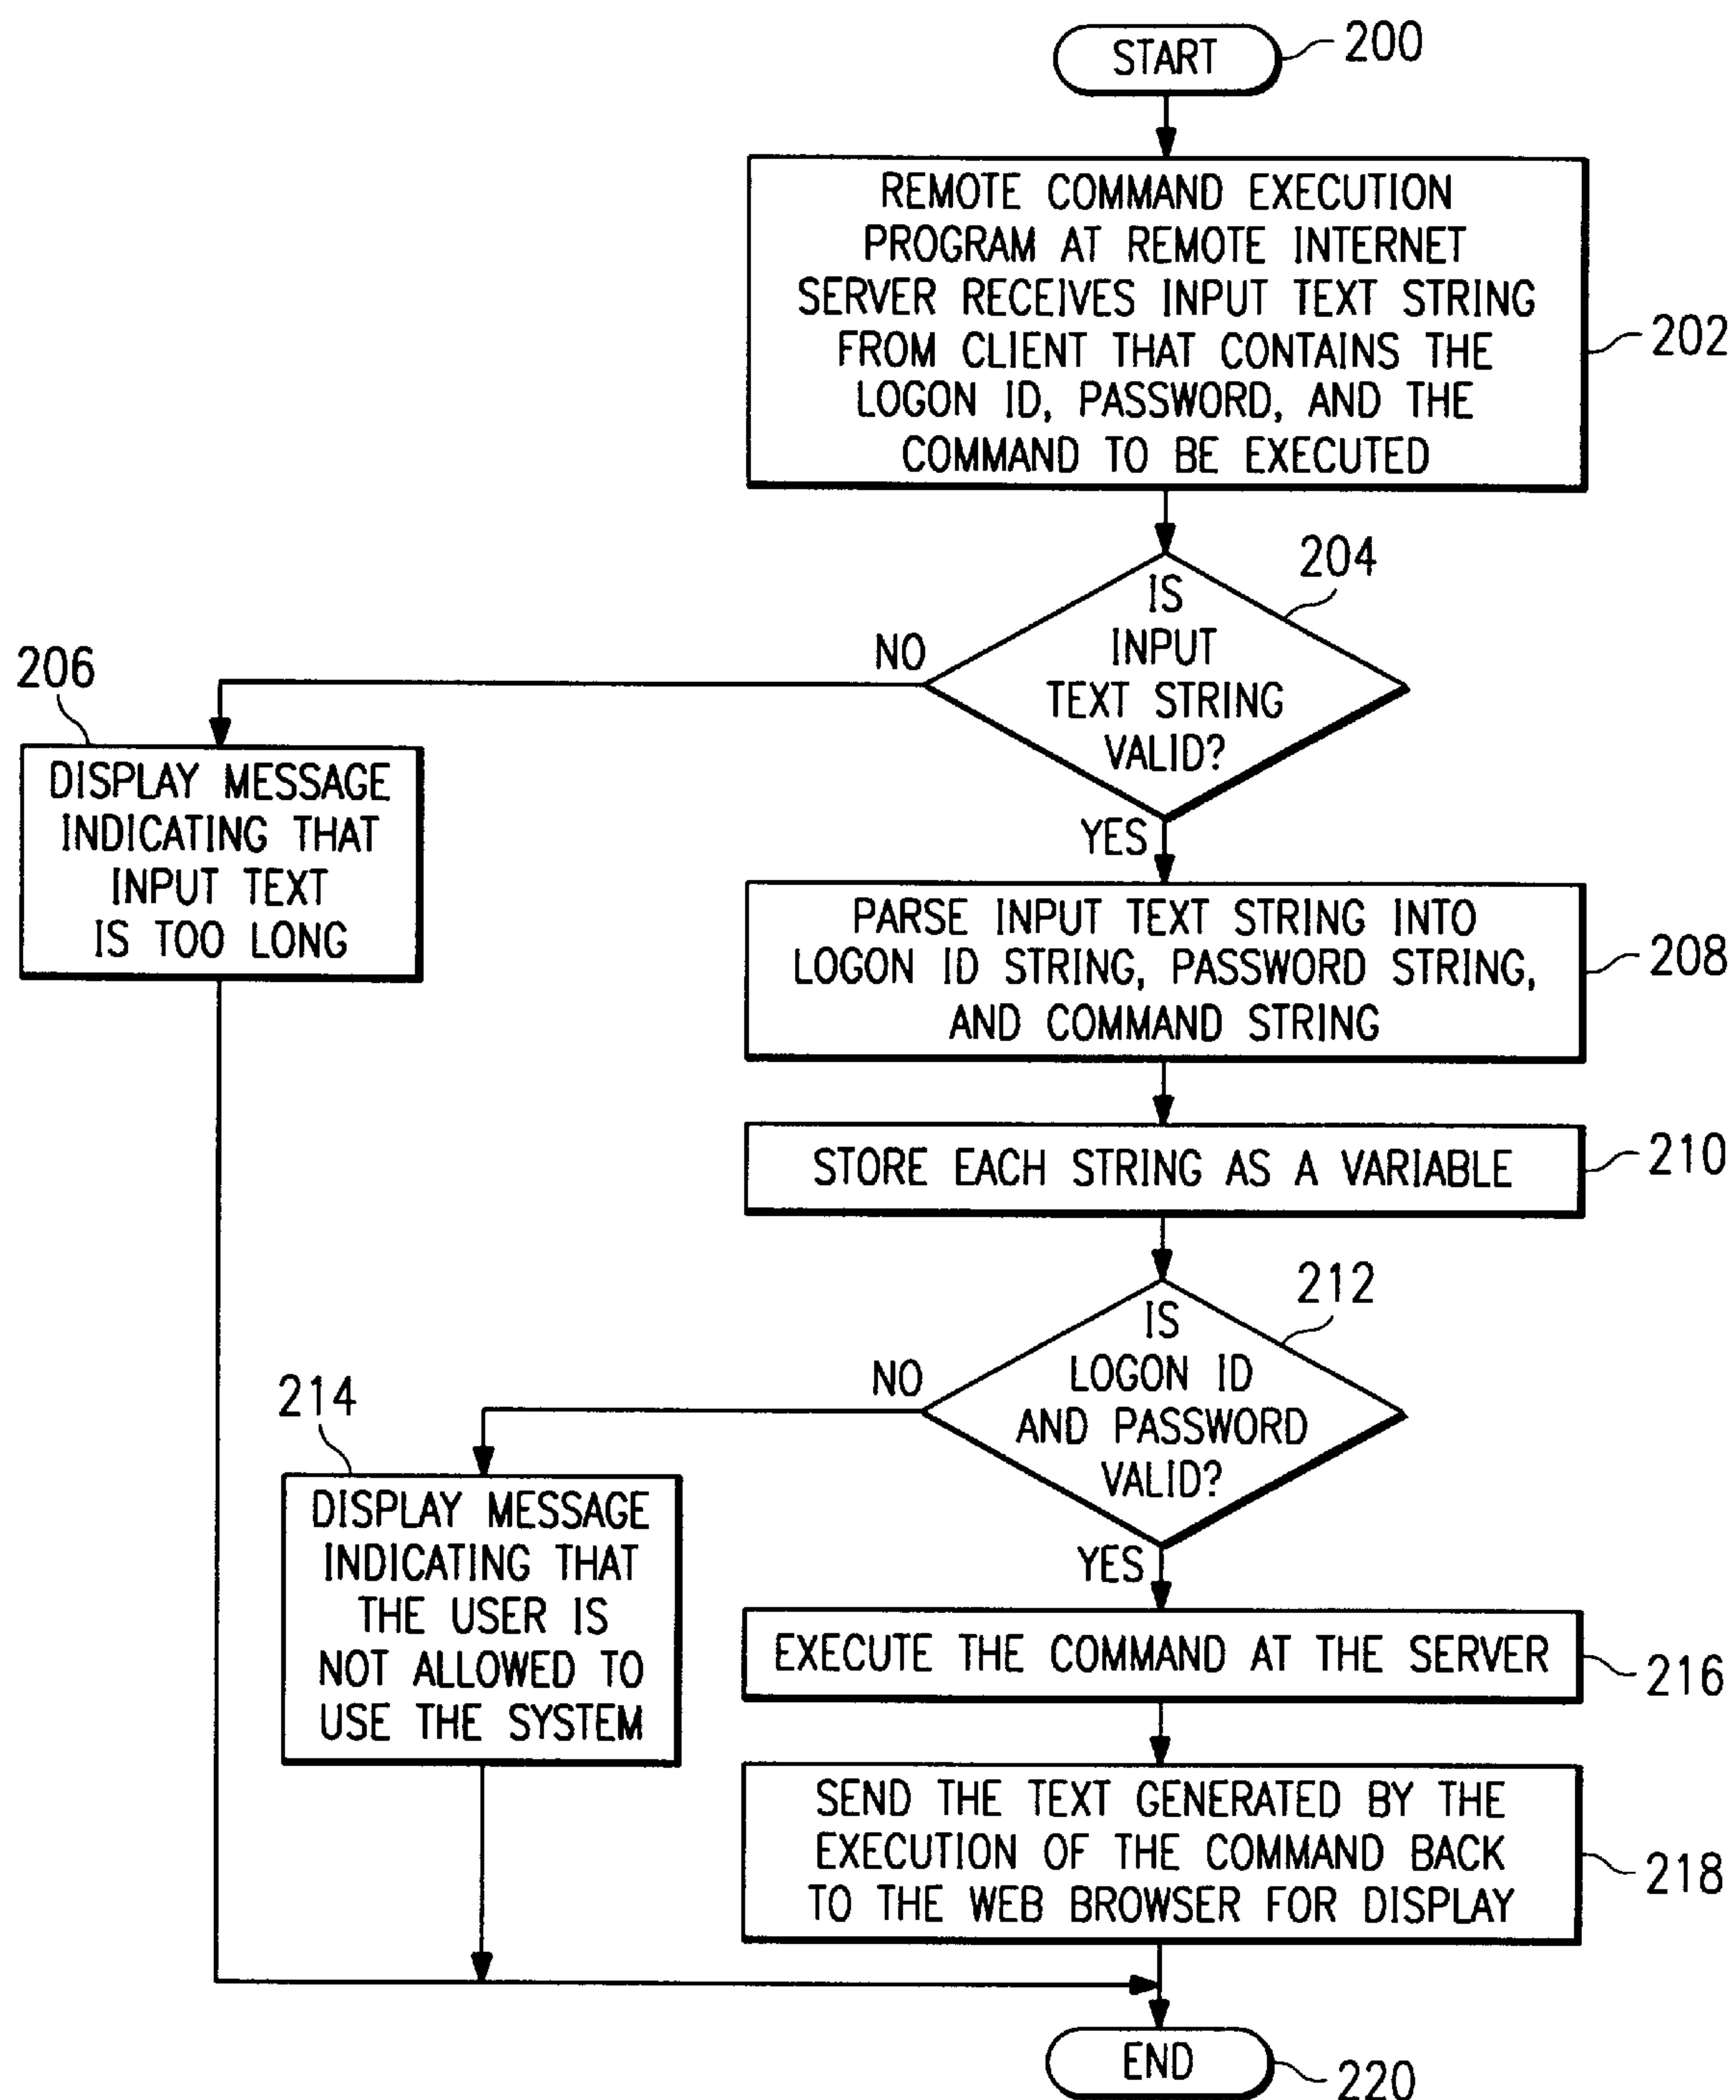 START
200
REMOTE COMMAND EXECUTION
PROGRAM AT REMOTE INTERNET
SERVER RECEIVES INPUT TEXT STRING
FROM CLIENT THAT CONTAINS THE
LOGON ID, PASSWORD, AND THE
COMMAND TO BE EXECUTED
202
204
IS
INPUT
TEXT STRING
VALID?
NO
YES
206
DISPLAY MESSAGE
INDICATING THAT
INPUT TEXT
IS TOO LONG
PARSE INPUT TEXT STRING INTO
LOGON ID STRING, PASSWORD STRING,
AND COMMAND STRING
208
STORE EACH STRING AS A VARIABLE
210
212
IS
LOGON ID
AND PASSWORD
VALID?
NO
YES
214
DISPLAY MESSAGE
INDICATING THAT
THE USER IS
NOT ALLOWED TO
USE THE SYSTEM
EXECUTE THE COMMAND AT THE SERVER
216
SEND THE TEXT GENERATED BY THE
EXECUTION OF THE COMMAND BACK
TO THE WEB BROWSER FOR DISPLAY
218
END
220